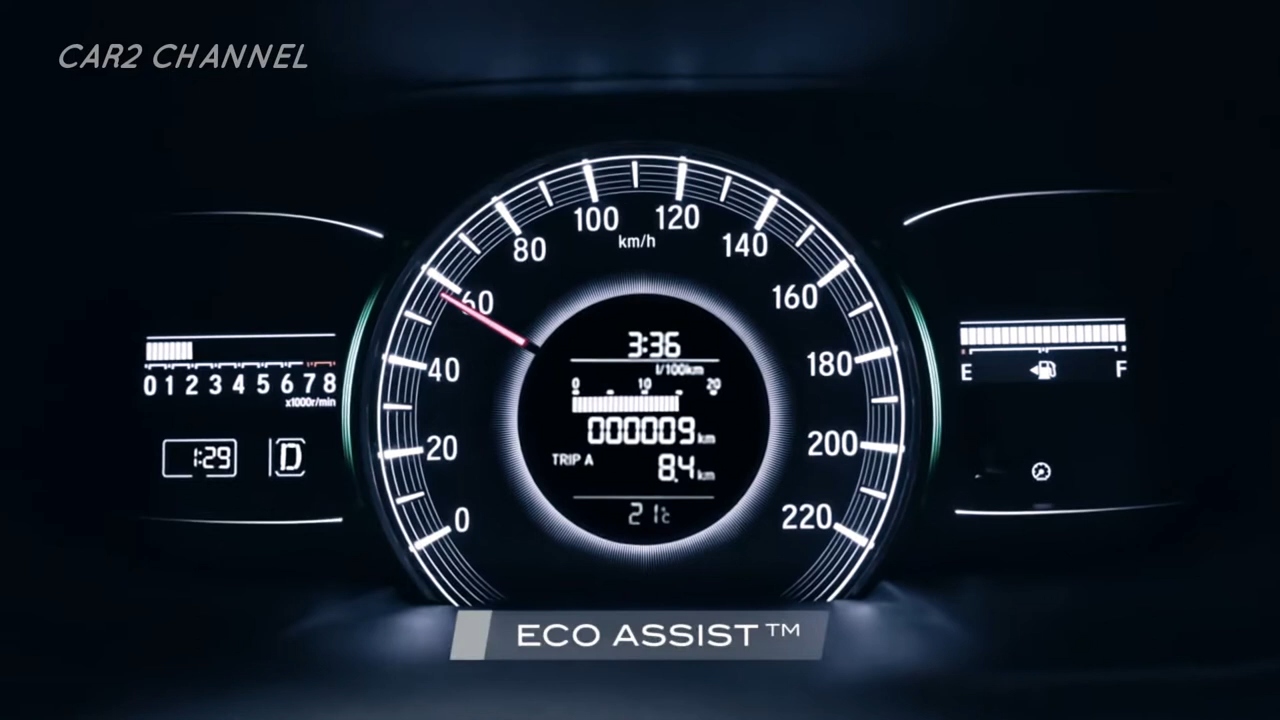 CAR2 CHANNEL
0 20 40 60 80 100 120 140 160 180 200 220
km/h
0 1 2 3 4 5 6 7 8
x1000r/min
1:29 D
3:36
l/100km
0 10 20
000009 km
TRIP A 8.4 km
21°c
E F
ECO ASSIST™